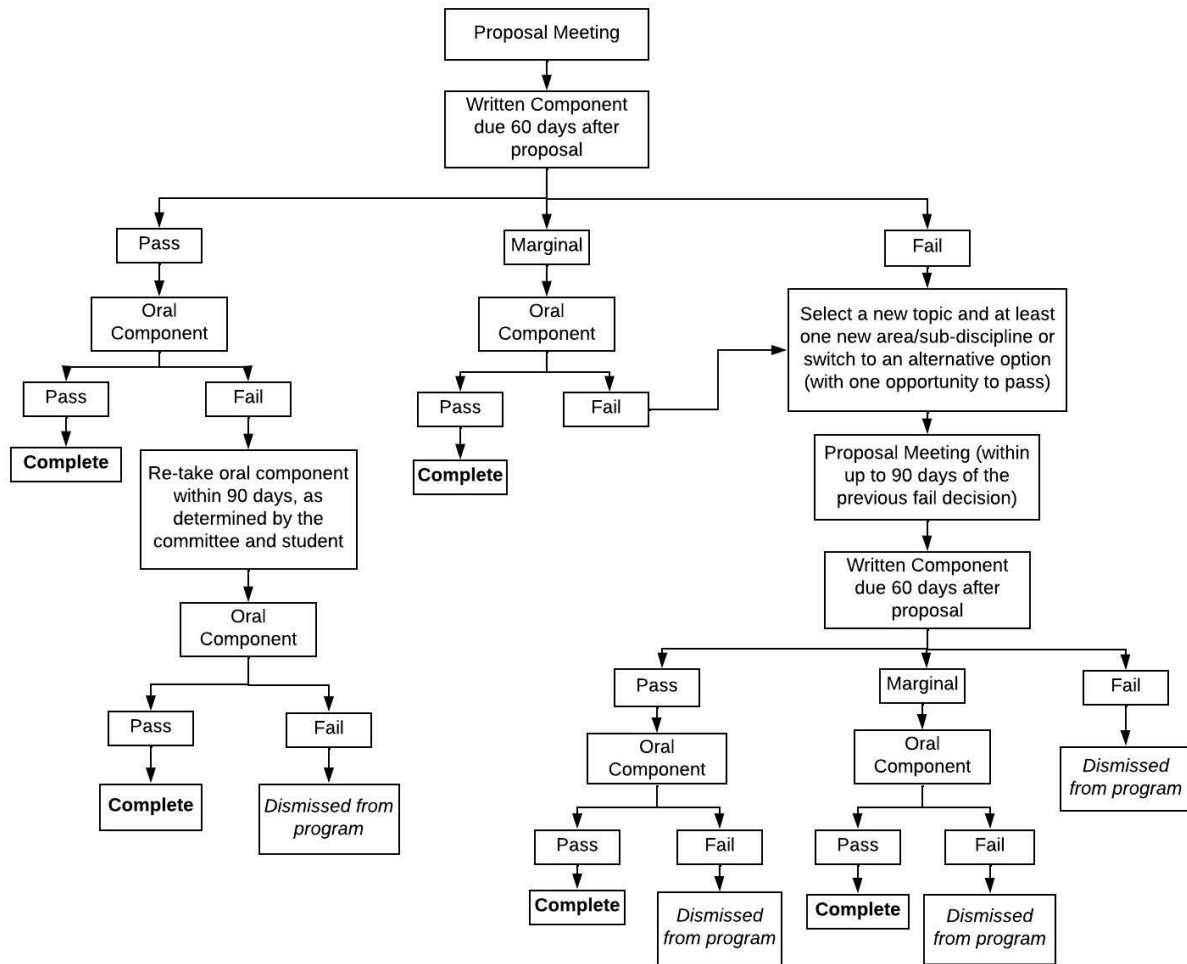 Proposal Meeting
Written Component
due 60 days after
proposal
Pass
Marginal
Fail
Oral
Component
Oral
Component
Select a new topic and at least
one new area/sub-discipline or
switch to an alternative option
(with one opportunity to pass)
Pass
Fail
Pass
Fail
Complete
Complete
Re-take oral component
within 90 days, as
determined by the
committee and student
Proposal Meeting (within
up to 90 days of the
previous fail decision)
Written Component
due 60 days after
proposal
Oral
Component
Pass
Marginal
Fail
Pass
Fail
Oral
Component
Oral
Component
Dismissed
from program
Complete
Dismissed from
program
Pass
Fail
Pass
Fail
Complete
Dismissed
from program
Complete
Dismissed
from program